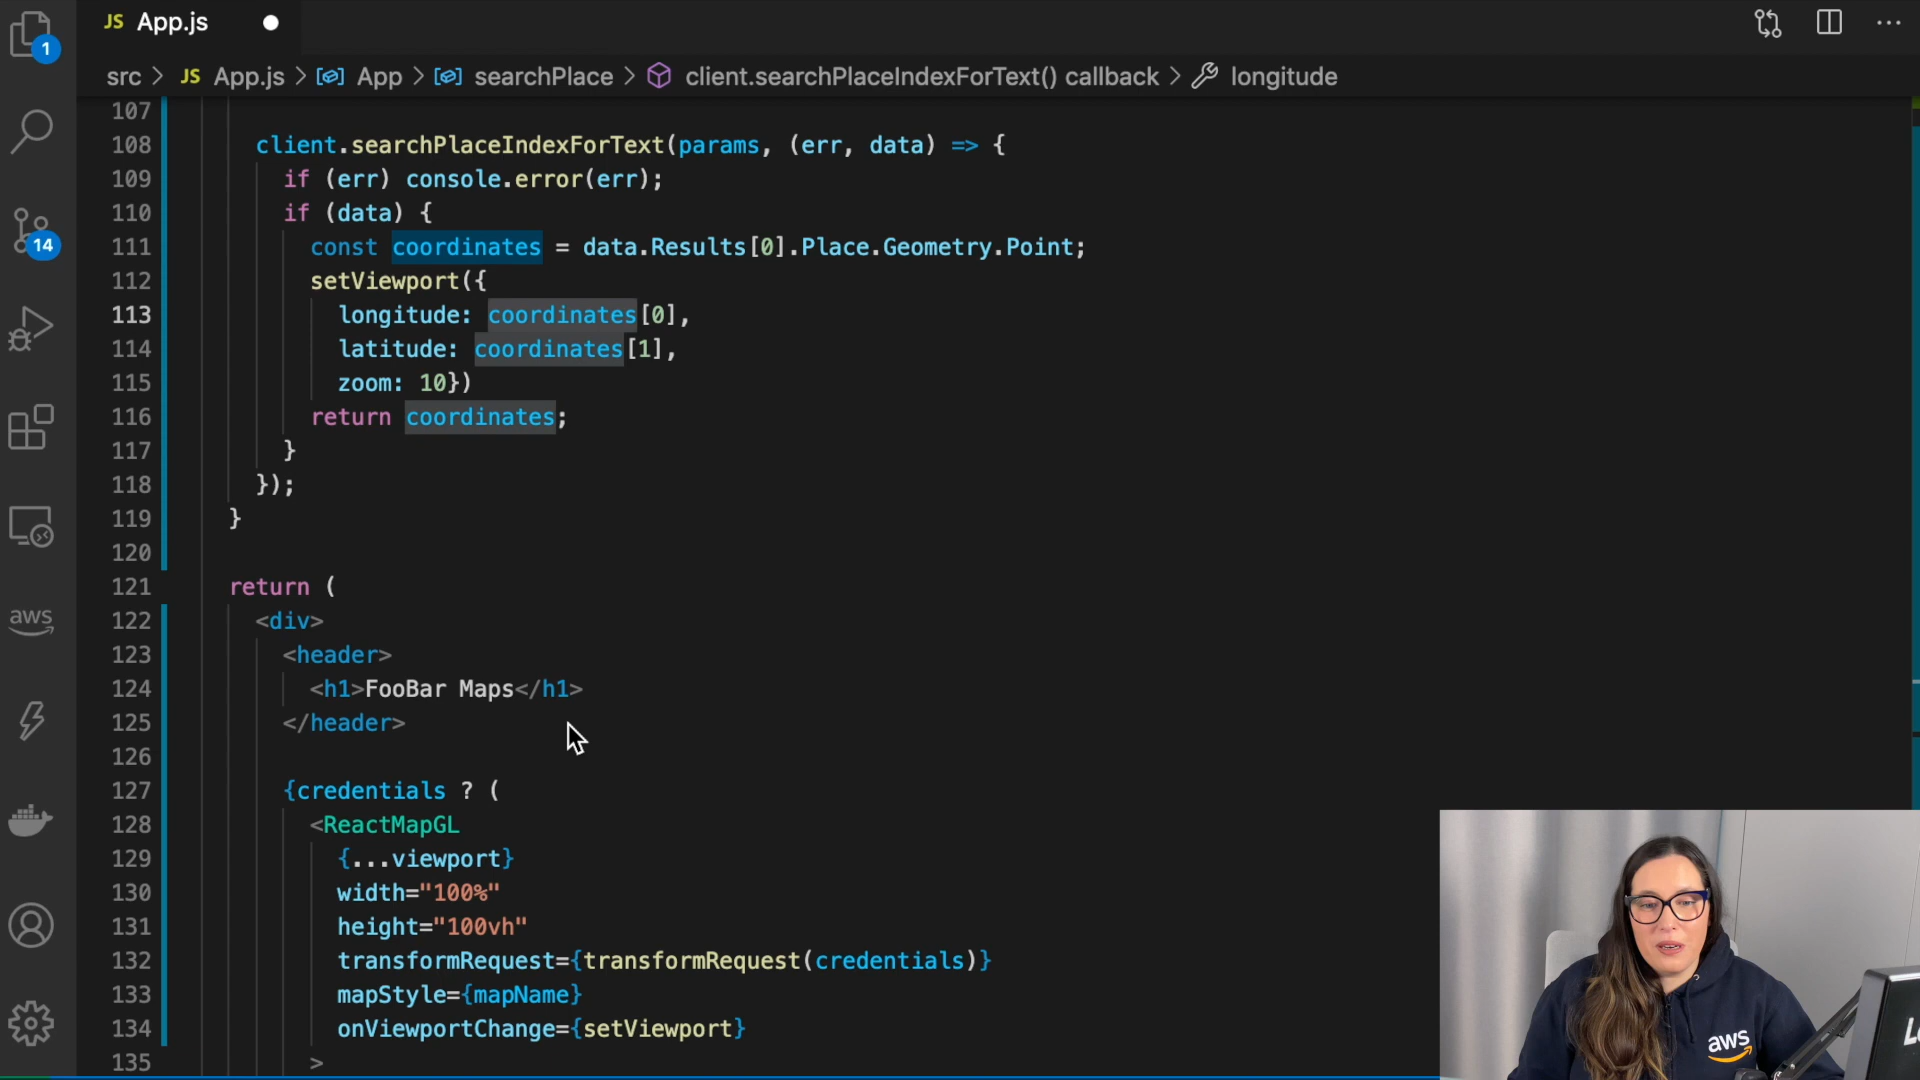 1
JS App.js
src > JS App.js > App > searchPlace > client.searchPlaceIndexForText() callback > longitude
107
108 client.searchPlaceIndexForText(params, (err, data) => {
109 if (err) console.error(err);
110 if (data) {
111 const coordinates = data.Results[0].Place.Geometry.Point;
112 setViewport({
113 longitude: coordinates[0],
114 latitude: coordinates[1],
115 zoom: 10})
116 return coordinates;
117 }
118 });
119 }
120
121 return (
122 <div>
123 <header>
124 <h1>FooBar Maps</h1>
125 </header>
126
127 {credentials ? (
128 <ReactMapGL
129 {...viewport}
130 width="100%"
131 height="100vh"
132 transformRequest={transformRequest(credentials)}
133 mapStyle={mapName}
134 onViewportChange={setViewport}
135 >
14
aws
aws